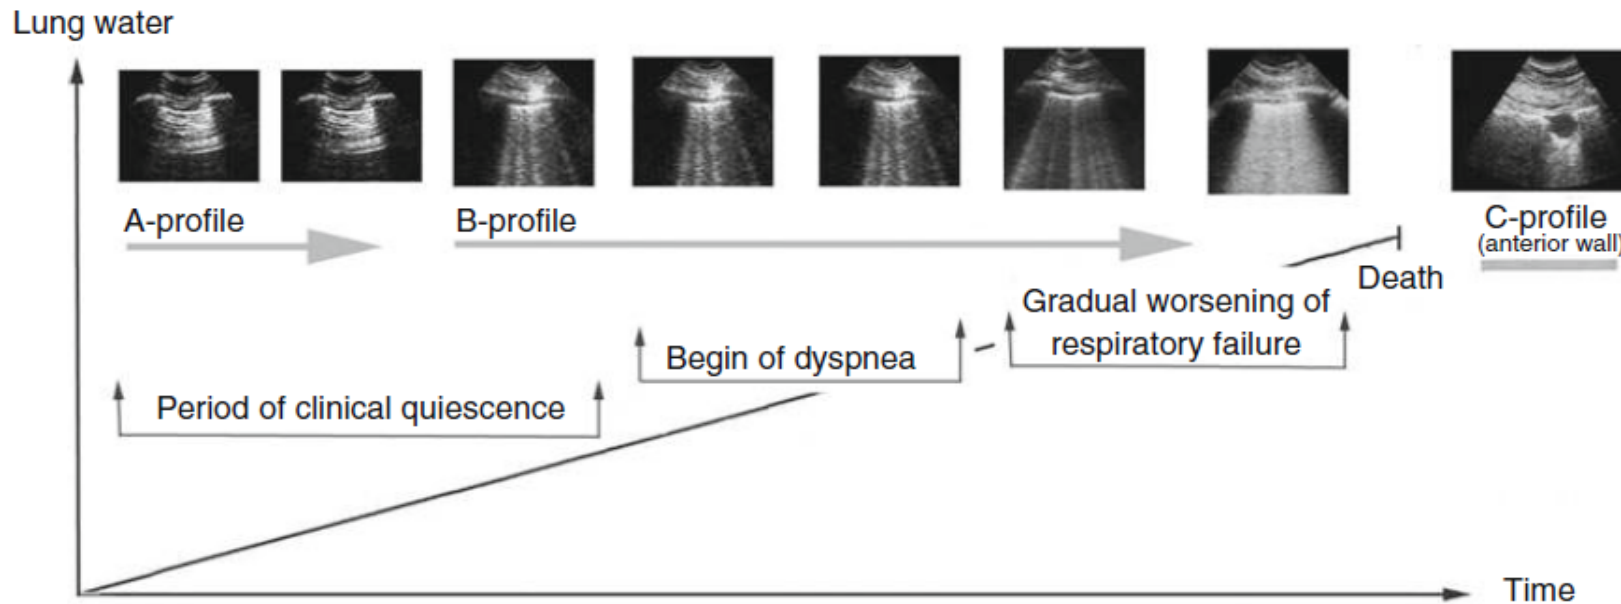 Lung water
A-profile
B-profile
C-profile
(anterior wall)
Death
Gradual worsening of
respiratory failure
Begin of dyspnea
Period of clinical quiescence
Time